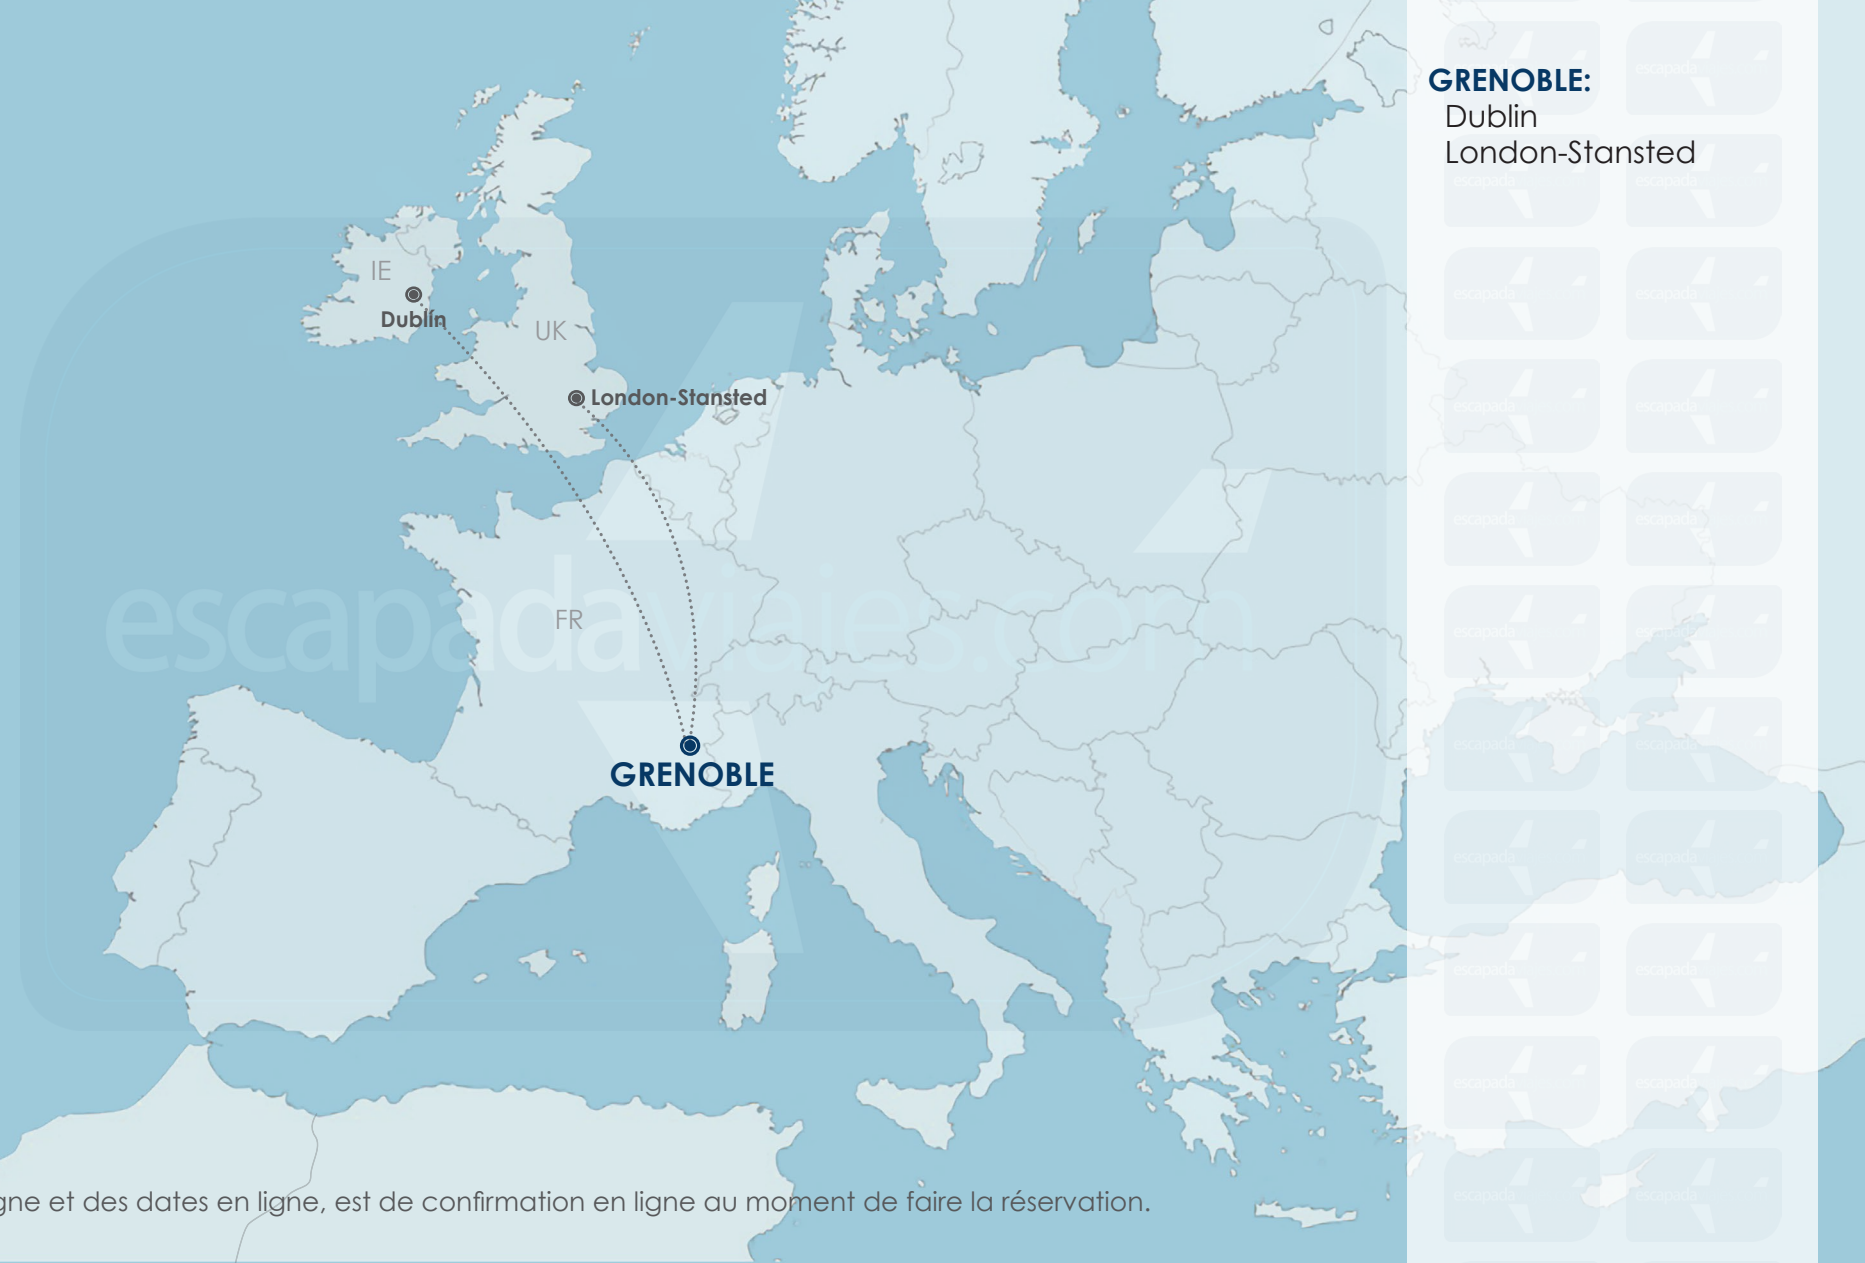 GRENOBLE:
Dublin
London-Stansted
IE
Dublin
UK
London-Stansted
FR
escapadaviajes.com
GRENOBLE
gne et des dates en ligne, est de confirmation en ligne au moment de faire la réservation.